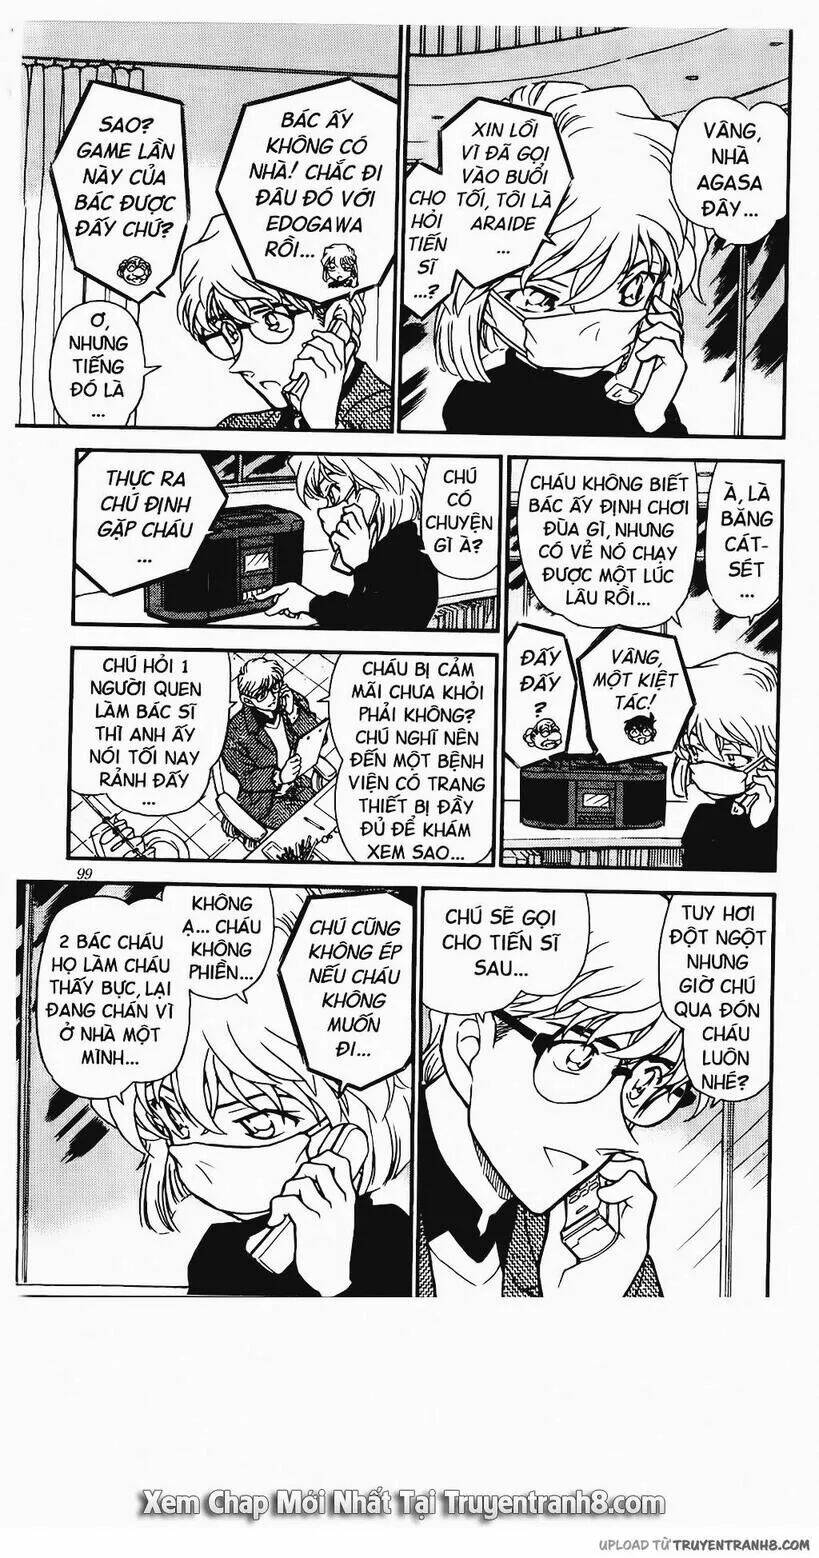 VÂNG,
NHÀ
AGASA
ĐÂY...
XIN LỖI
VÌ ĐÃ GỌI
VÀO BUỔI
TỐI, TÔI LÀ
ARAIDE
...
CHO
HỎI
TIẾN
SĨ
...?
BÁC ẤY
KHÔNG CÓ
NHÀ! CHẮC ĐI
ĐÂU ĐÓ VỚI
EDOGAWA
RỒI...
SAO?
GAME LẦN
NÀY CỦA
BÁC ĐƯỢC
ĐẤY CHỨ?
Ơ,
NHƯNG
TIẾNG
ĐÓ LÀ
...
À, LÀ
BĂNG
CÁT-
SÉT
...
CHÁU KHÔNG BIẾT
BÁC ẤY ĐỊNH CHƠI
ĐÙA GÌ, NHƯNG
CÓ VẺ NÓ CHẠY
ĐƯỢC MỘT LÚC
LÂU RỒI...
VÂNG,
MỘT KIỆT
TÁC!
ĐẤY
ĐẤY
?
CHÚ
CÓ
CHUYỆN
GÌ À?
THỰC RA
CHÚ ĐỊNH
GẶP CHÁU
...
CHÁU BỊ CẢM
MÃI CHƯA KHỎI
PHẢI KHÔNG?
CHÚ NGHĨ NÊN
ĐẾN MỘT BỆNH
VIỆN CÓ TRANG
THIẾT BỊ ĐẦY
ĐỦ ĐỂ KHÁM
XEM SAO...
CHÚ HỎI 1
NGƯỜI QUEN
LÀM BÁC SĨ
THÌ ANH ẤY
NÓI TỐI NAY
RẢNH ĐẤY
...
99
TUY HƠI
ĐỘT NGỘT
NHƯNG
GIỜ CHÚ
QUA ĐÓN
CHÁU
LUÔN
NHÉ?
CHÚ SẼ GỌI
CHO TIẾN SĨ
SAU...
CHÚ CŨNG
KHÔNG ÉP
NẾU CHÁU
KHÔNG
MUỐN
ĐI...
KHÔNG
Ạ... CHÁU
KHÔNG
PHIỀN...
2 BÁC CHÁU
HỌ LÀM CHÁU
THẤY BỰC, LẠI
ĐANG CHÁN VÌ
Ở NHÀ MỘT
MÌNH...
Xem Chap Mới Nhất Tại Truyentranh8.com
UPLOAD TỪ TRUYENTRANH8.COM